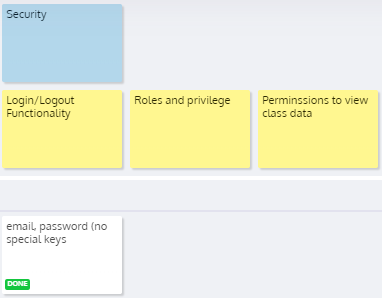 Security
Login/Logout
Functionality
Roles and privilege
Perminssions to view
class data
email, password (no
special keys
DONE